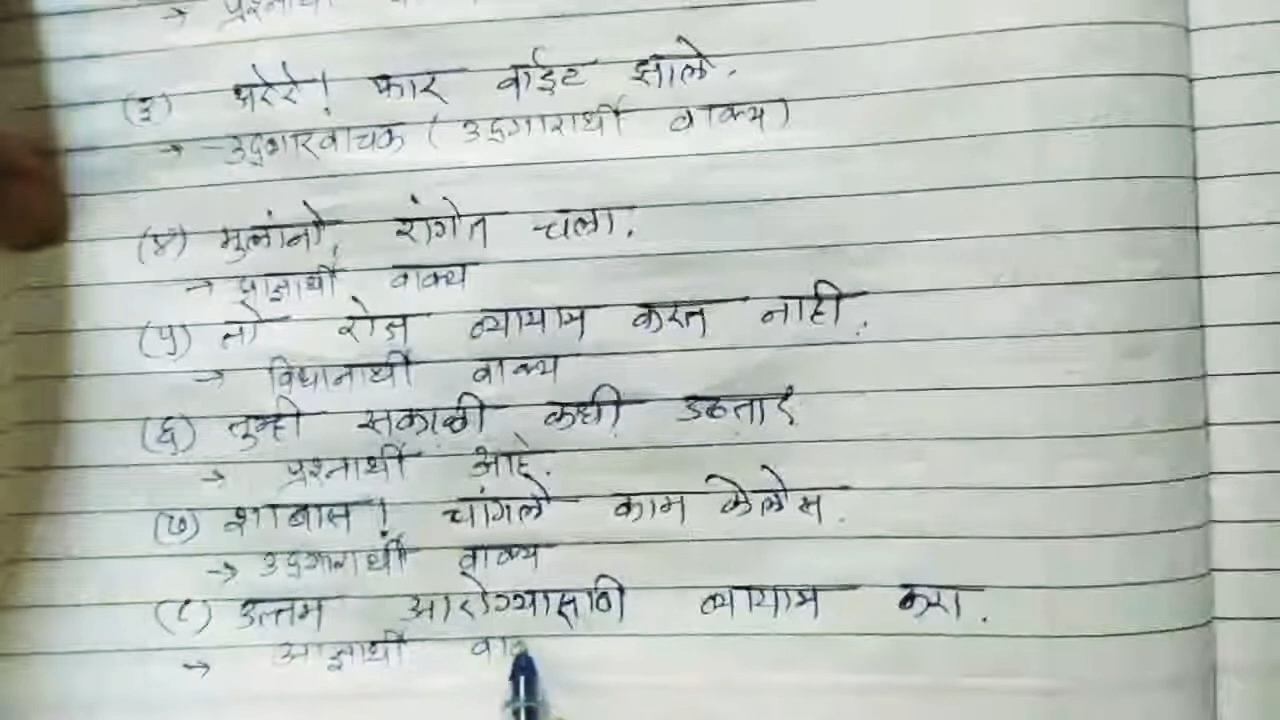 → प्रश्नार्थी
(३) अरेरे! फार वाईट झाले.
→ उद्गारवाचक (उद्गारार्थी वाक्य)
(४) मुलांनो, रांगेत चला.
→ आज्ञार्थी वाक्य
(५) तो रोज व्यायाम करत नाही.
→ विधानार्थी वाक्य
(६) तुम्ही सकाळी कधी उठता?
→ प्रश्नार्थी आहे.
(७) शाबास! चांगले काम केलेस.
→ उद्गारार्थी वाक्य
(८) उत्तम आरोग्यासाठी व्यायाम करा.
→ आज्ञार्थी